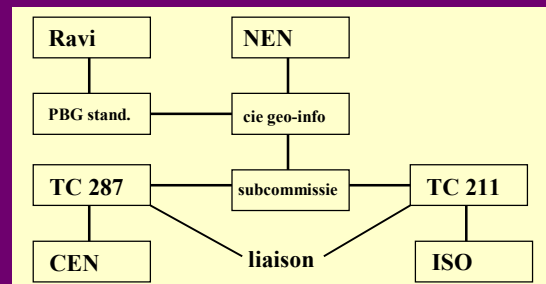 Ravi
NEN
PBG stand.
cie geo-info
TC 287
subcommissie
TC 211
CEN
liaison
ISO